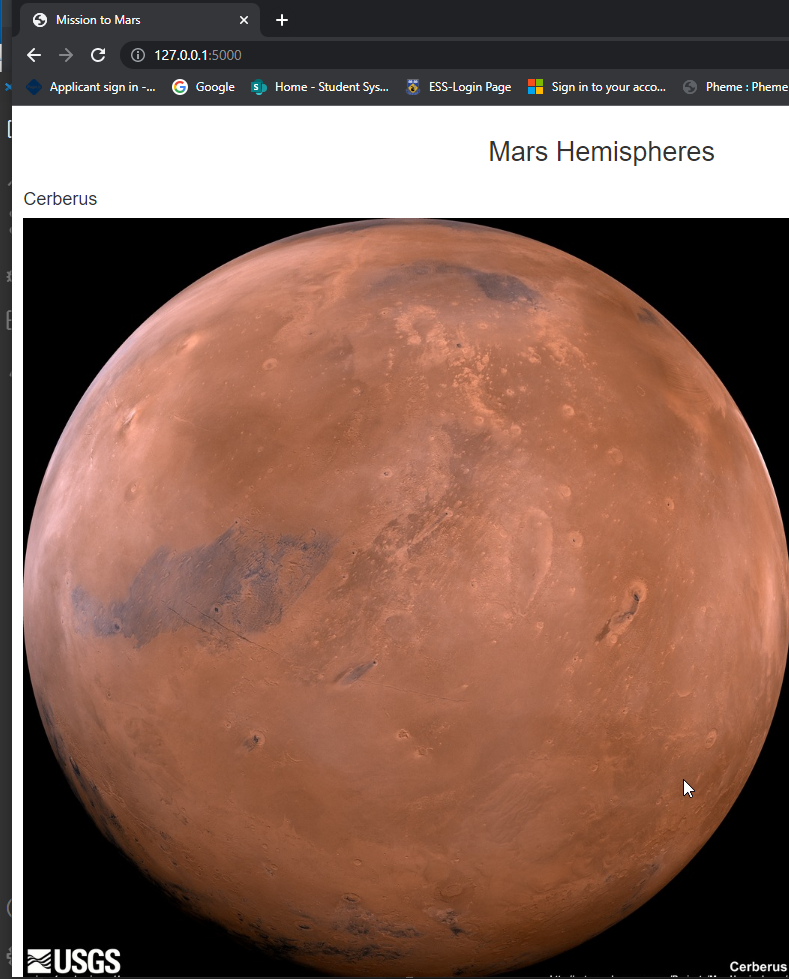 Mission to Mars
127.0.0.1:5000
Applicant sign in -... Google Home - Student Sys... ESS-Login Page Sign in to your acco... Pheme : Pheme
Mars Hemispheres
Cerberus
USGS
Cerberus